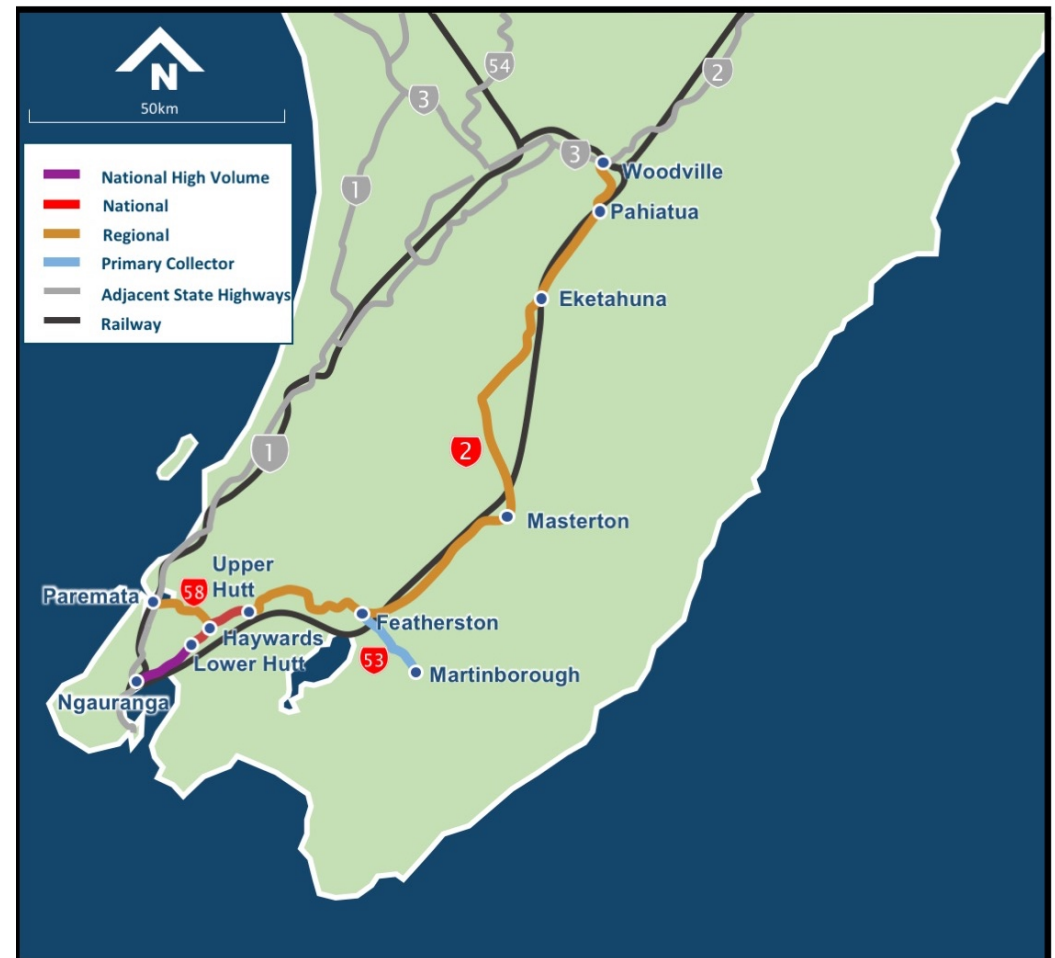 N
50km
National High Volume
National
Regional
Primary Collector
Adjacent State Highways
Railway
54
2
3
3
1
Woodville
Pahiatua
Eketahuna
2
1
Masterton
Upper
Hutt
58
Paremata
Featherston
Haywards
Lower Hutt
53
Martinborough
Ngauranga